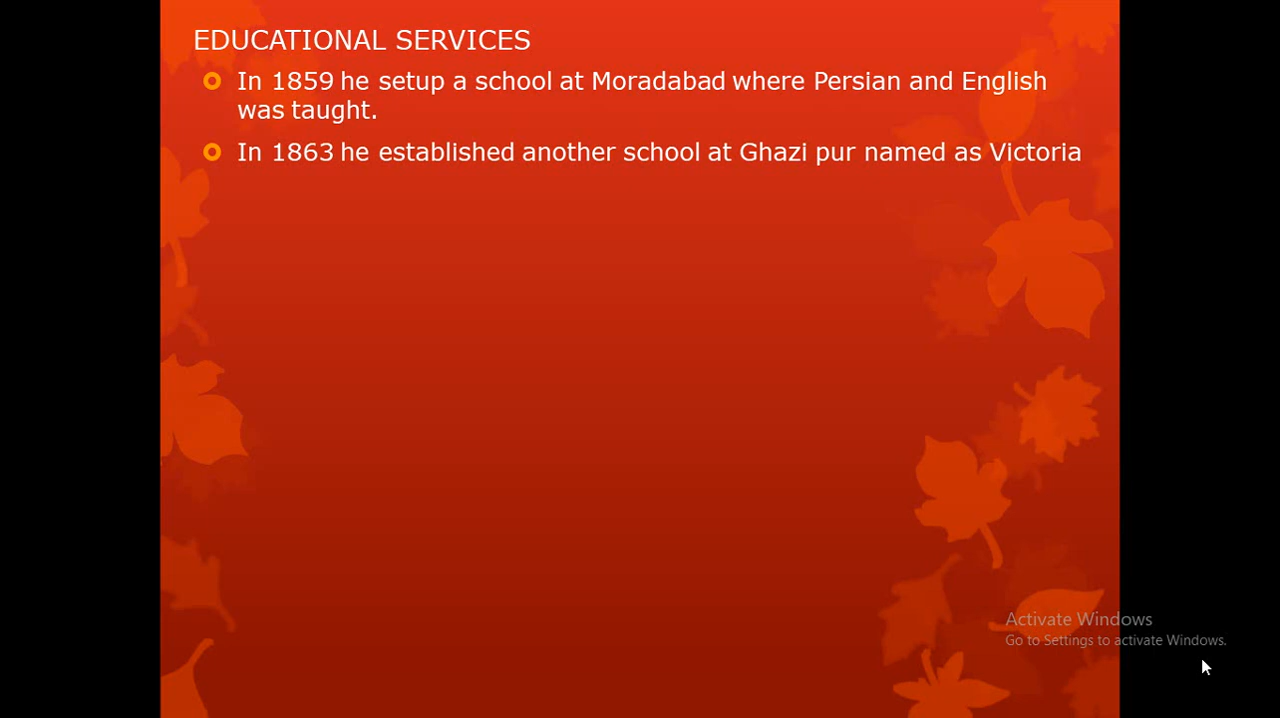 EDUCATIONAL SERVICES
In 1859 he setup a school at Moradabad where Persian and English
was taught.
In 1863 he established another school at Ghazi pur named as Victoria
Activate Windows
Go to Settings to activate Windows.